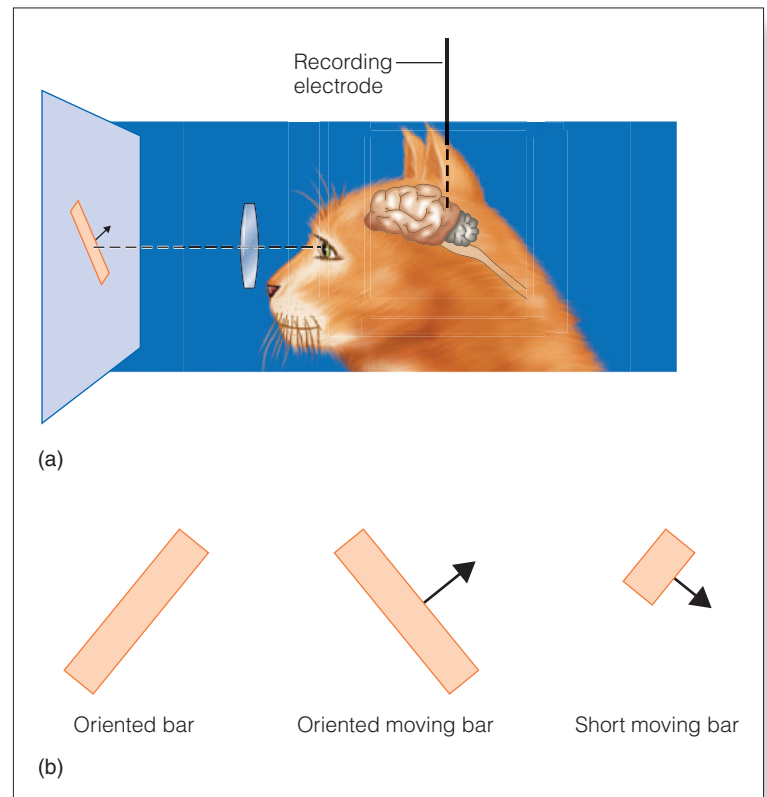 Recording
electrode
(a)
Oriented bar
Oriented moving bar
Short moving bar
(b)